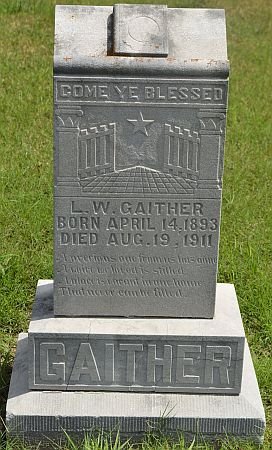 COME YE BLESSED
L. W. GAITHER
BORN APRIL 14, 1893
DIED AUG. 19, 1911
A precious one from us has gone
A voice we loved is stilled
A place is vacant in our home
That never can be filled.
GAITHER